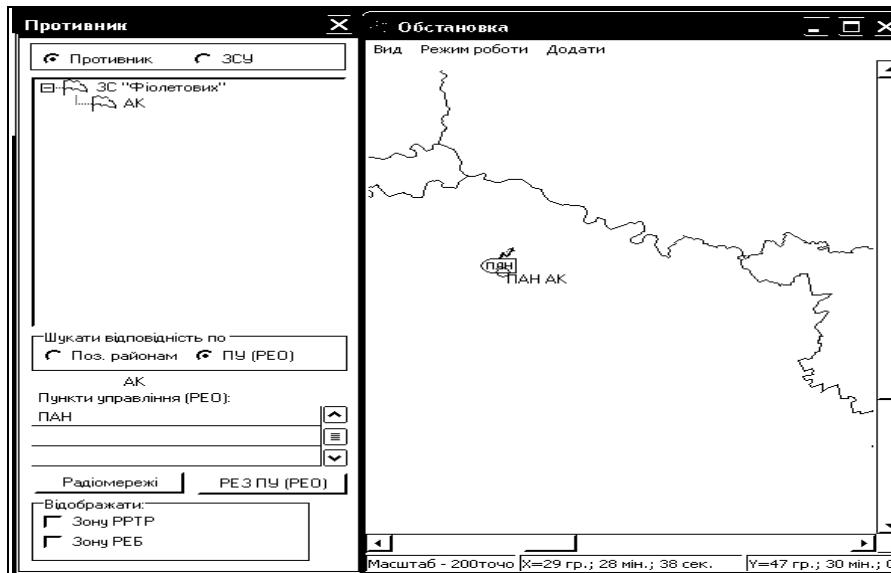 Противник
Противник ЗСУ
ЗС "Фіолетових"
АК
Шукати відповідність по
Поз. районам ПУ (РЕО)
АК
Пункти управління (РЕО):
ПАН
Радіомережі РЕЗ ПУ (РЕО)
Відображати:
Зону РРТР
Зону РЕБ
Обстановка
Вид Режим роботи Додати
ПАН
ПАН АК
Масштаб - 200точо X=29 гр.; 28 мін.; 38 сек. Y=47 гр.; 30 мін.;